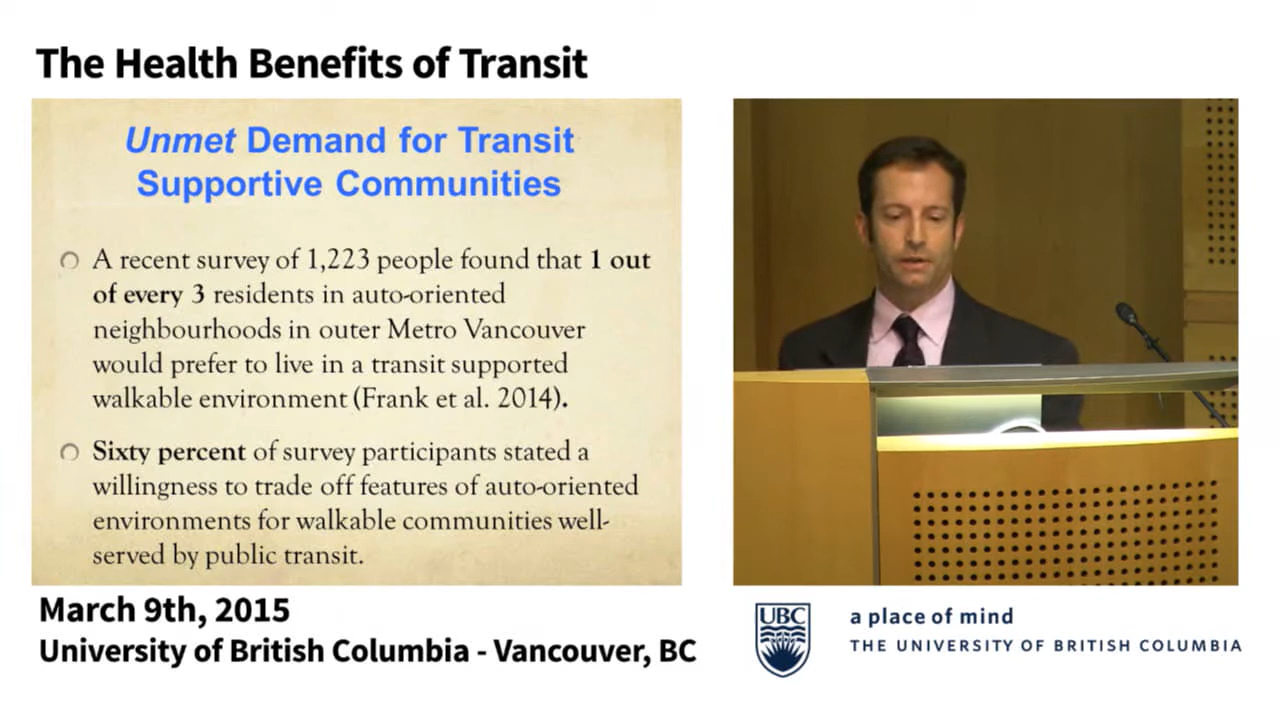 The Health Benefits of Transit
Unmet Demand for Transit
Supportive Communities
A recent survey of 1,223 people found that 1 out
of every 3 residents in auto-oriented
neighbourhoods in outer Metro Vancouver
would prefer to live in a transit supported
walkable environment (Frank et al. 2014).
Sixty percent of survey participants stated a
willingness to trade off features of auto-oriented
environments for walkable communities well-
served by public transit.
March 9th, 2015
University of British Columbia - Vancouver, BC
UBC
a place of mind
THE UNIVERSITY OF BRITISH COLUMBIA